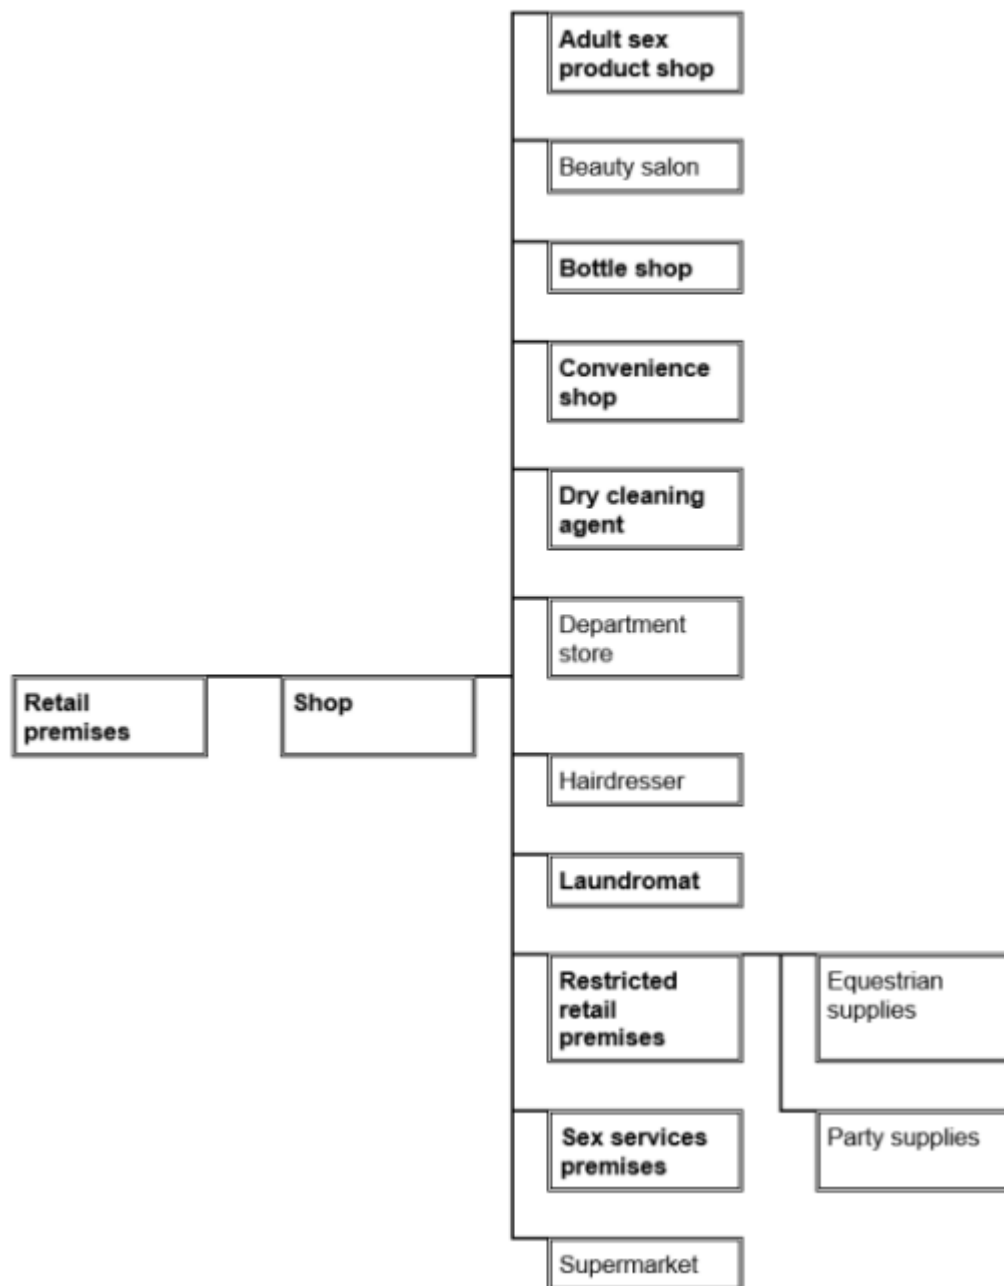 Adult sex
product shop
Beauty salon
Bottle shop
Convenience
shop
Dry cleaning
agent
Department
store
Retail
premises
Shop
Hairdresser
Laundromat
Restricted
retail
premises
Equestrian
supplies
Sex services
premises
Party supplies
Supermarket